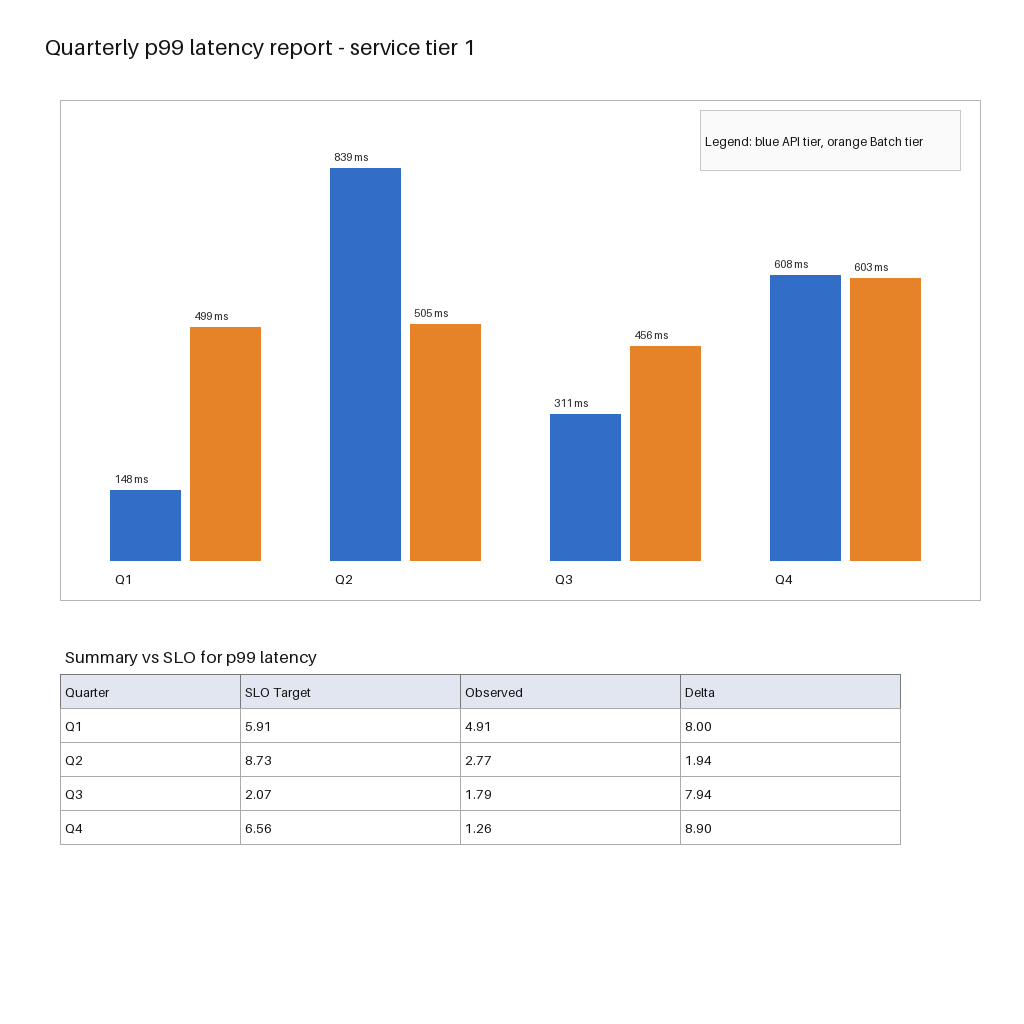 Quarterly p99 latency report - service tier 1
Legend: blue API tier, orange Batch tier
839 ms
608 ms 603 ms
499 ms 505 ms
456 ms
311 ms
148 ms
Q1 Q2 Q3 Q4
Summary vs SLO for p99 latency
Quarter SLO Target Observed Delta
Q1 5.91 4.91 8.00
Q2 8.73 2.77 1.94
Q3 2.07 1.79 7.94
Q4 6.56 1.26 8.90